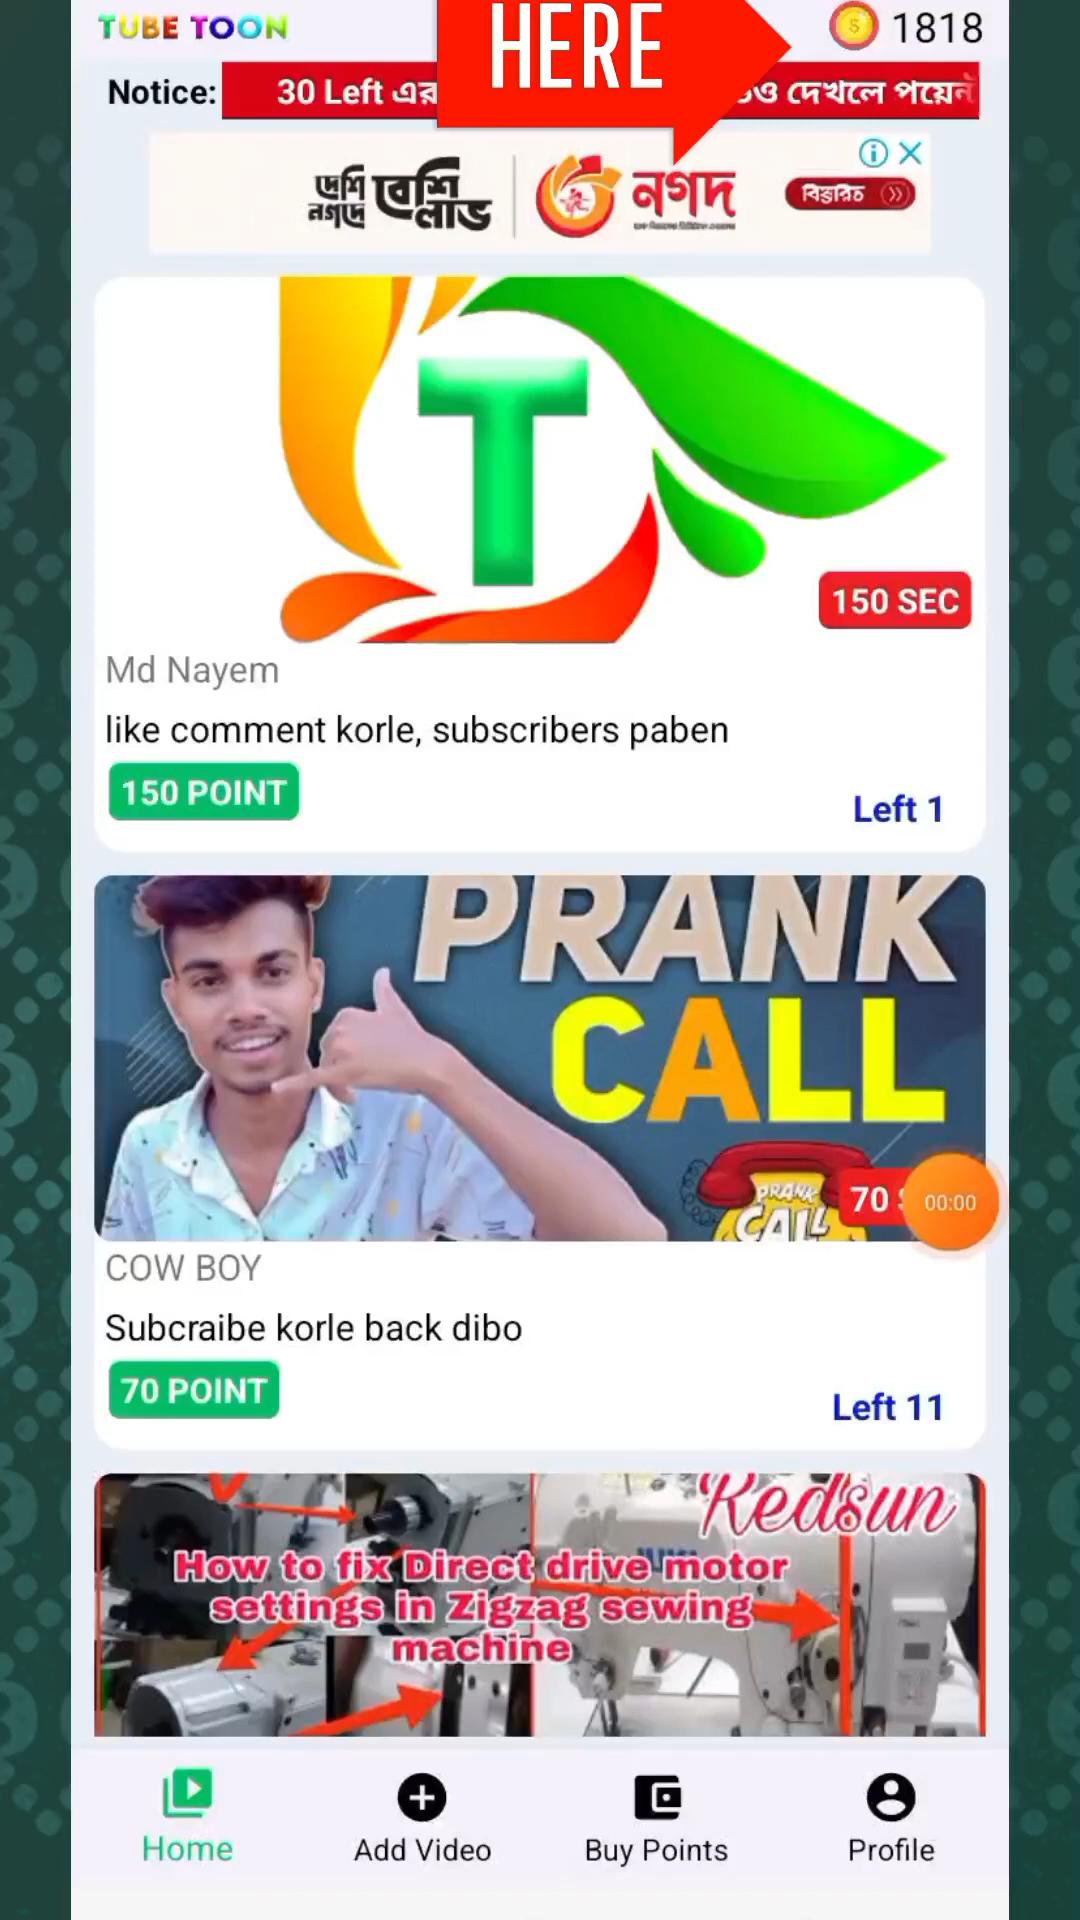 TUBE TOON
HERE
1818
Notice:
30 Left
দেখলে
দেশি
নগদে
বেশি
লাভ
নগদ
বিস্তারিত
T
150 SEC
Md Nayem
like comment korle, subscribers paben
150 POINT
Left 1
PRANK
CALL
PRANK
CALL
70
00:00
COW BOY
Subcraibe korle back dibo
70 POINT
Left 11
Redsun
How to fix Direct drive motor
settings in Zigzag sewing
machine
Home
Add Video
Buy Points
Profile